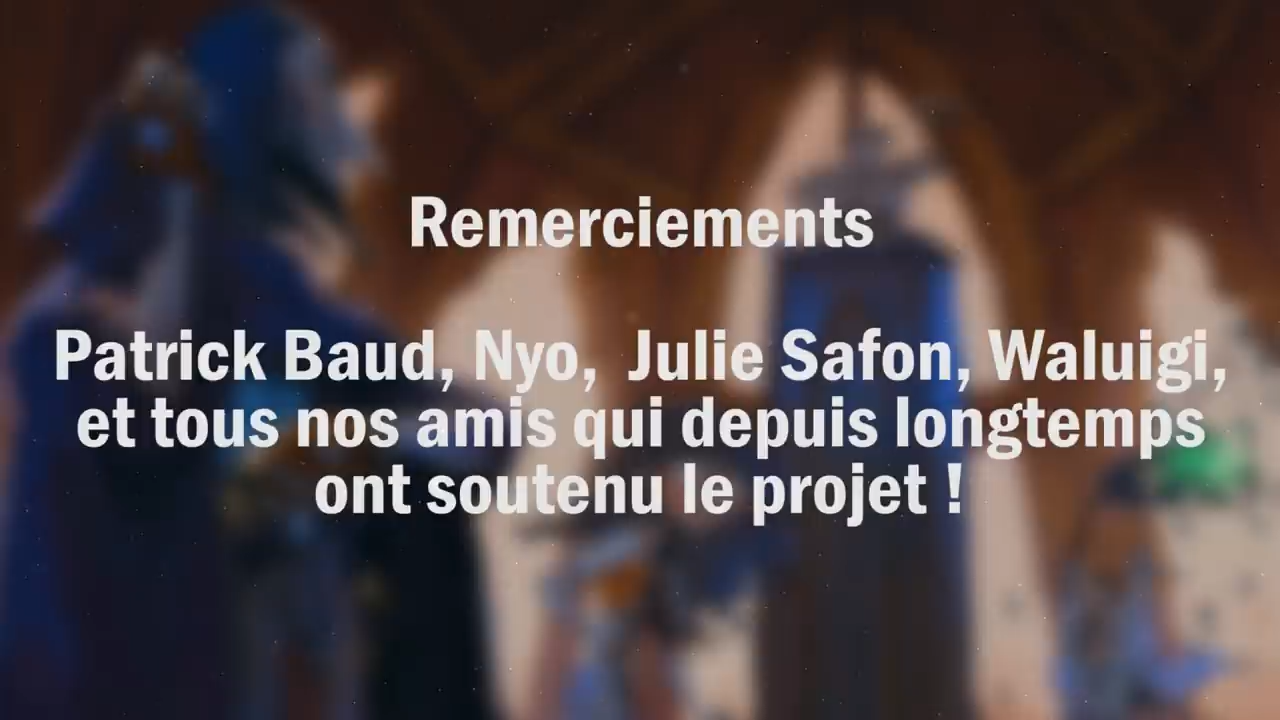 Remerciements
Patrick Baud, Nyo,  Julie Safon, Waluigi,
et tous nos amis qui depuis longtemps
ont soutenu le projet !